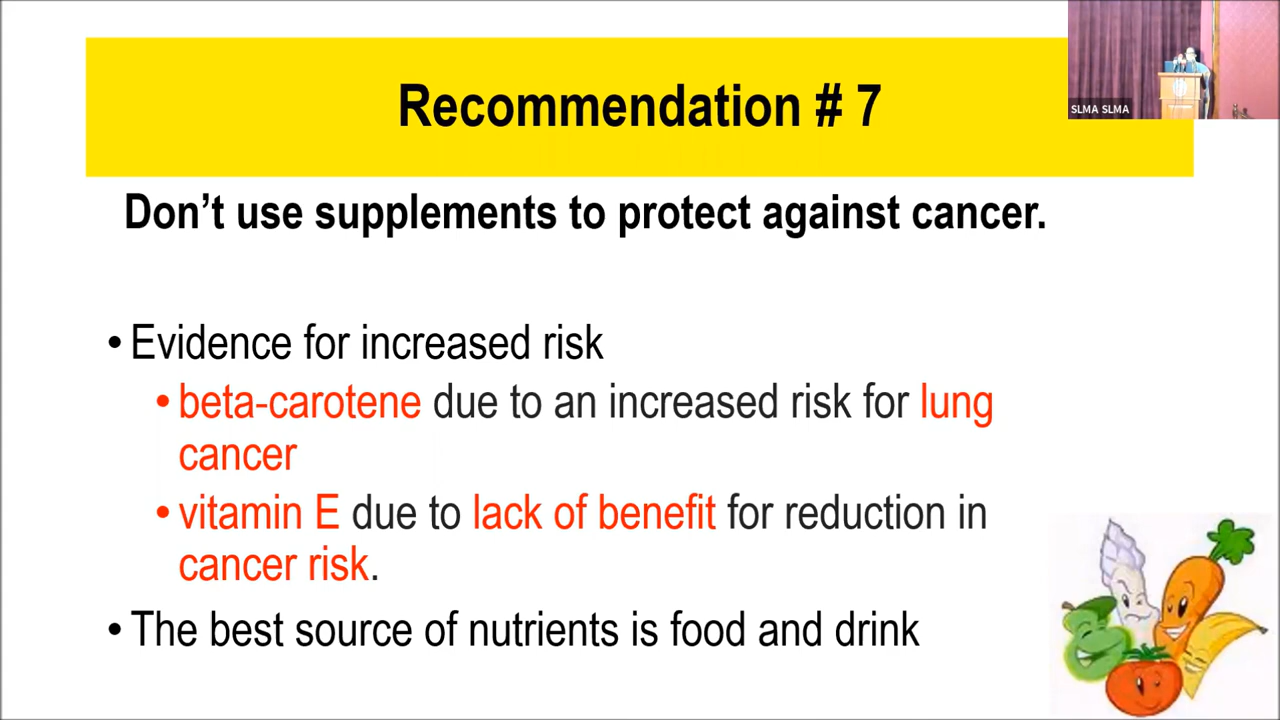 Recommendation # 7
SLMA SLMA
Don't use supplements to protect against cancer.
• Evidence for increased risk
• beta-carotene due to an increased risk for lung
cancer
• vitamin E due to lack of benefit for reduction in
cancer risk.
• The best source of nutrients is food and drink